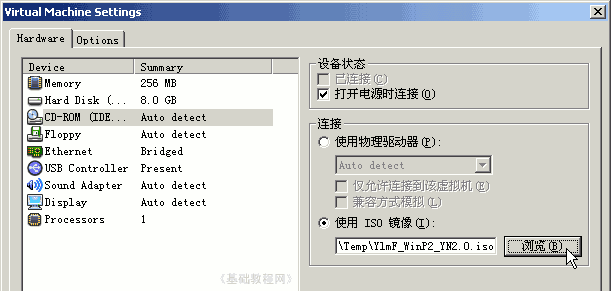 Virtual Machine Settings
Hardware Options
Device Summary
Memory 256 MB
Hard Disk (... 8.0 GB
CD-ROM (IDE... Auto detect
Floppy Auto detect
Ethernet Bridged
USB Controller Present
Sound Adapter Auto detect
Display Auto detect
Processors 1
设备状态
已连接(C)
打开电源时连接(O)
连接
使用物理驱动器(P):
Auto detect
仅允许连接到该虚拟机(E)
兼容方式模拟(L)
使用 ISO 镜像(I):
\Temp\YlmF_WinP2_YN2.0.iso 浏览(B)
《基础教程网》